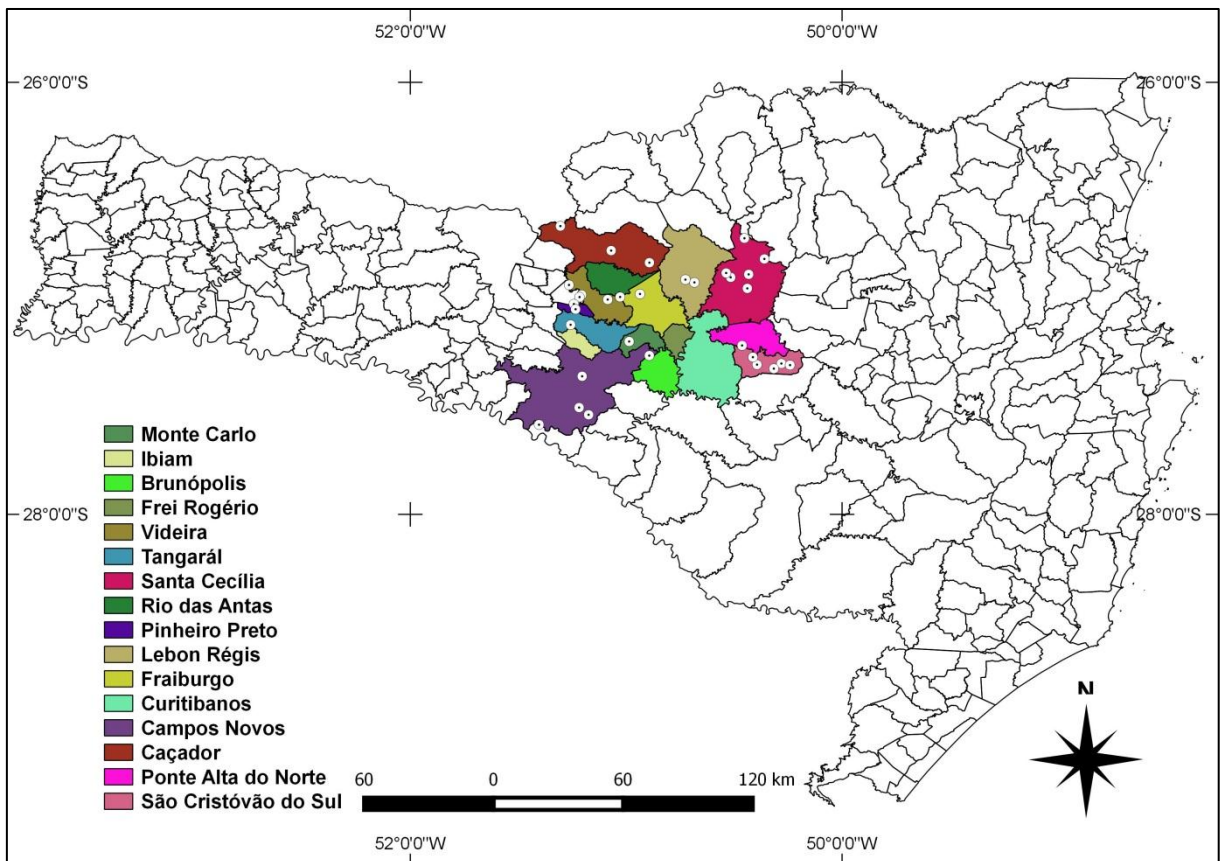 52°0'0"W 50°0'0"W
26°0'0"S 26°0'0"S
Monte Carlo
Ibiam
Brunópolis
Frei Rogério
Videira
Tangarál
Santa Cecília
Rio das Antas
Pinheiro Preto
Lebon Régis
Fraiburgo
Curitibanos
Campos Novos
Caçador
Ponte Alta do Norte
São Cristóvão do Sul
28°0'0"S 28°0'0"S
N
60 0 60 120 km
52°0'0"W 50°0'0"W